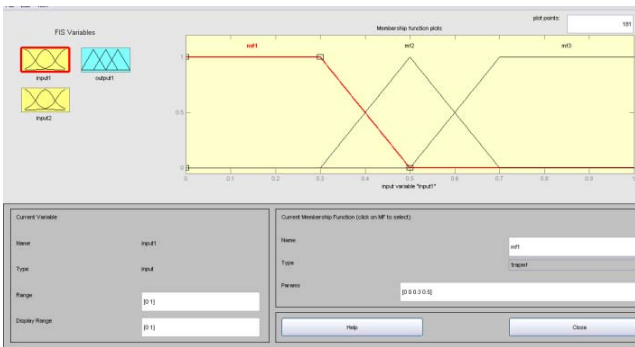 plot points:
181
FIS Variables
Membership function plots
mf1
mf2
mf3
1
input1
output1
0.5
input2
0
0
0.1
0.2
0.3
0.4
0.5
0.6
0.7
0.8
0.9
1
input variable "input1"
Current Variable
Current Membership Function (click on MF to select)
Name
input1
Name
mf1
Type
input
Type
trapmf
Range
[0 1]
Params
[0 0 0.3 0.5]
Display Range
[0 1]
Help
Close